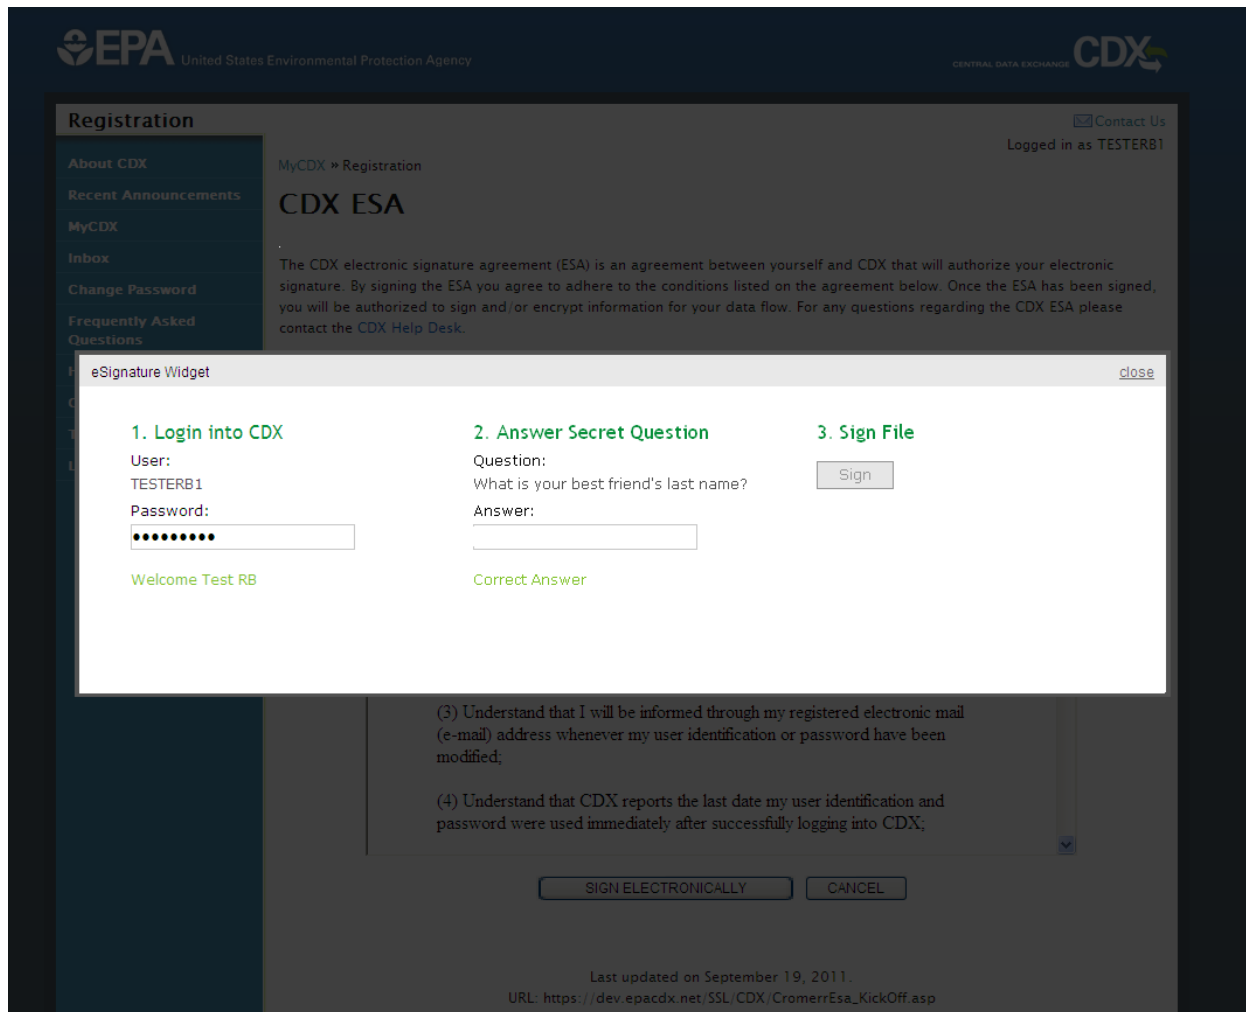 EPA United States Environmental Protection Agency
CENTRAL DATA EXCHANGE CDX
Registration
Contact Us
Logged in as TESTERB1
About CDX
Recent Announcements
MyCDX
Inbox
Change Password
Frequently Asked
Questions
MyCDX » Registration
CDX ESA
.
The CDX electronic signature agreement (ESA) is an agreement between yourself and CDX that will authorize your electronic
signature. By signing the ESA you agree to adhere to the conditions listed on the agreement below. Once the ESA has been signed,
you will be authorized to sign and/or encrypt information for your data flow. For any questions regarding the CDX ESA please
contact the CDX Help Desk.
eSignature Widget
close
1. Login into CDX
User:
TESTERB1
Password:
•••••••••
Welcome Test RB
2. Answer Secret Question
Question:
What is your best friend's last name?
Answer:
Correct Answer
3. Sign File
Sign
(3) Understand that I will be informed through my registered electronic mail
(e-mail) address whenever my user identification or password have been
modified;
(4) Understand that CDX reports the last date my user identification and
password were used immediately after successfully logging into CDX;
SIGN ELECTRONICALLY
CANCEL
Last updated on September 19, 2011.
URL: https://dev.epacdx.net/SSL/CDX/CromerrEsa_KickOff.asp